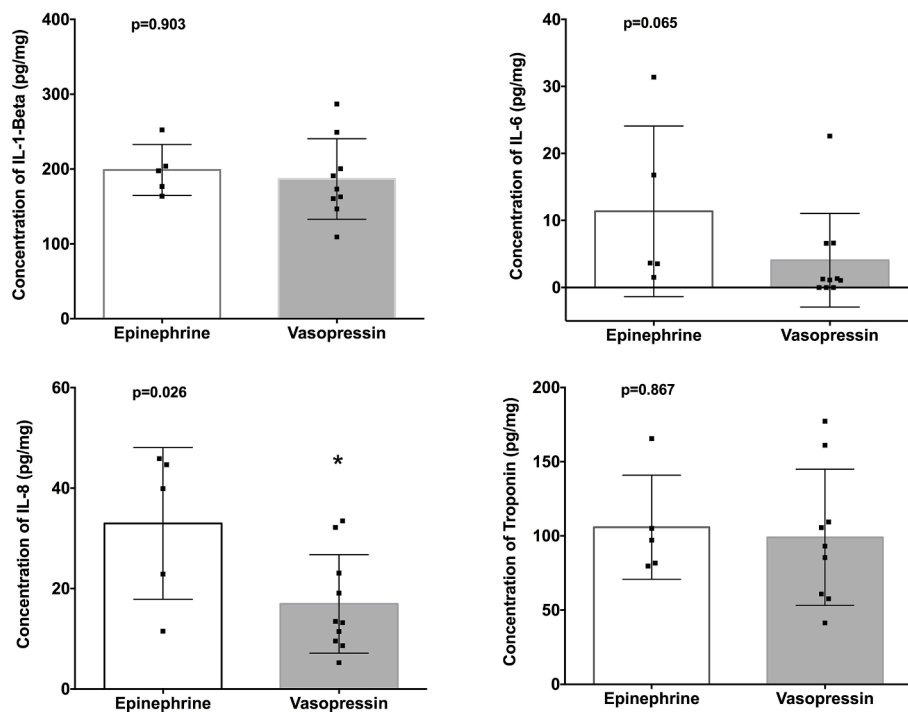 Concentration of IL-1-Beta (pg/mg)
400
300
200
100
0
p=0.903
Epinephrine
Vasopressin
Concentration of IL-6 (pg/mg)
40
30
20
10
0
p=0.065
Epinephrine
Vasopressin
Concentration of IL-8 (pg/mg)
60
40
20
0
p=0.026
*
Epinephrine
Vasopressin
Concentration of Troponin (pg/mg)
200
150
100
50
0
p=0.867
Epinephrine
Vasopressin